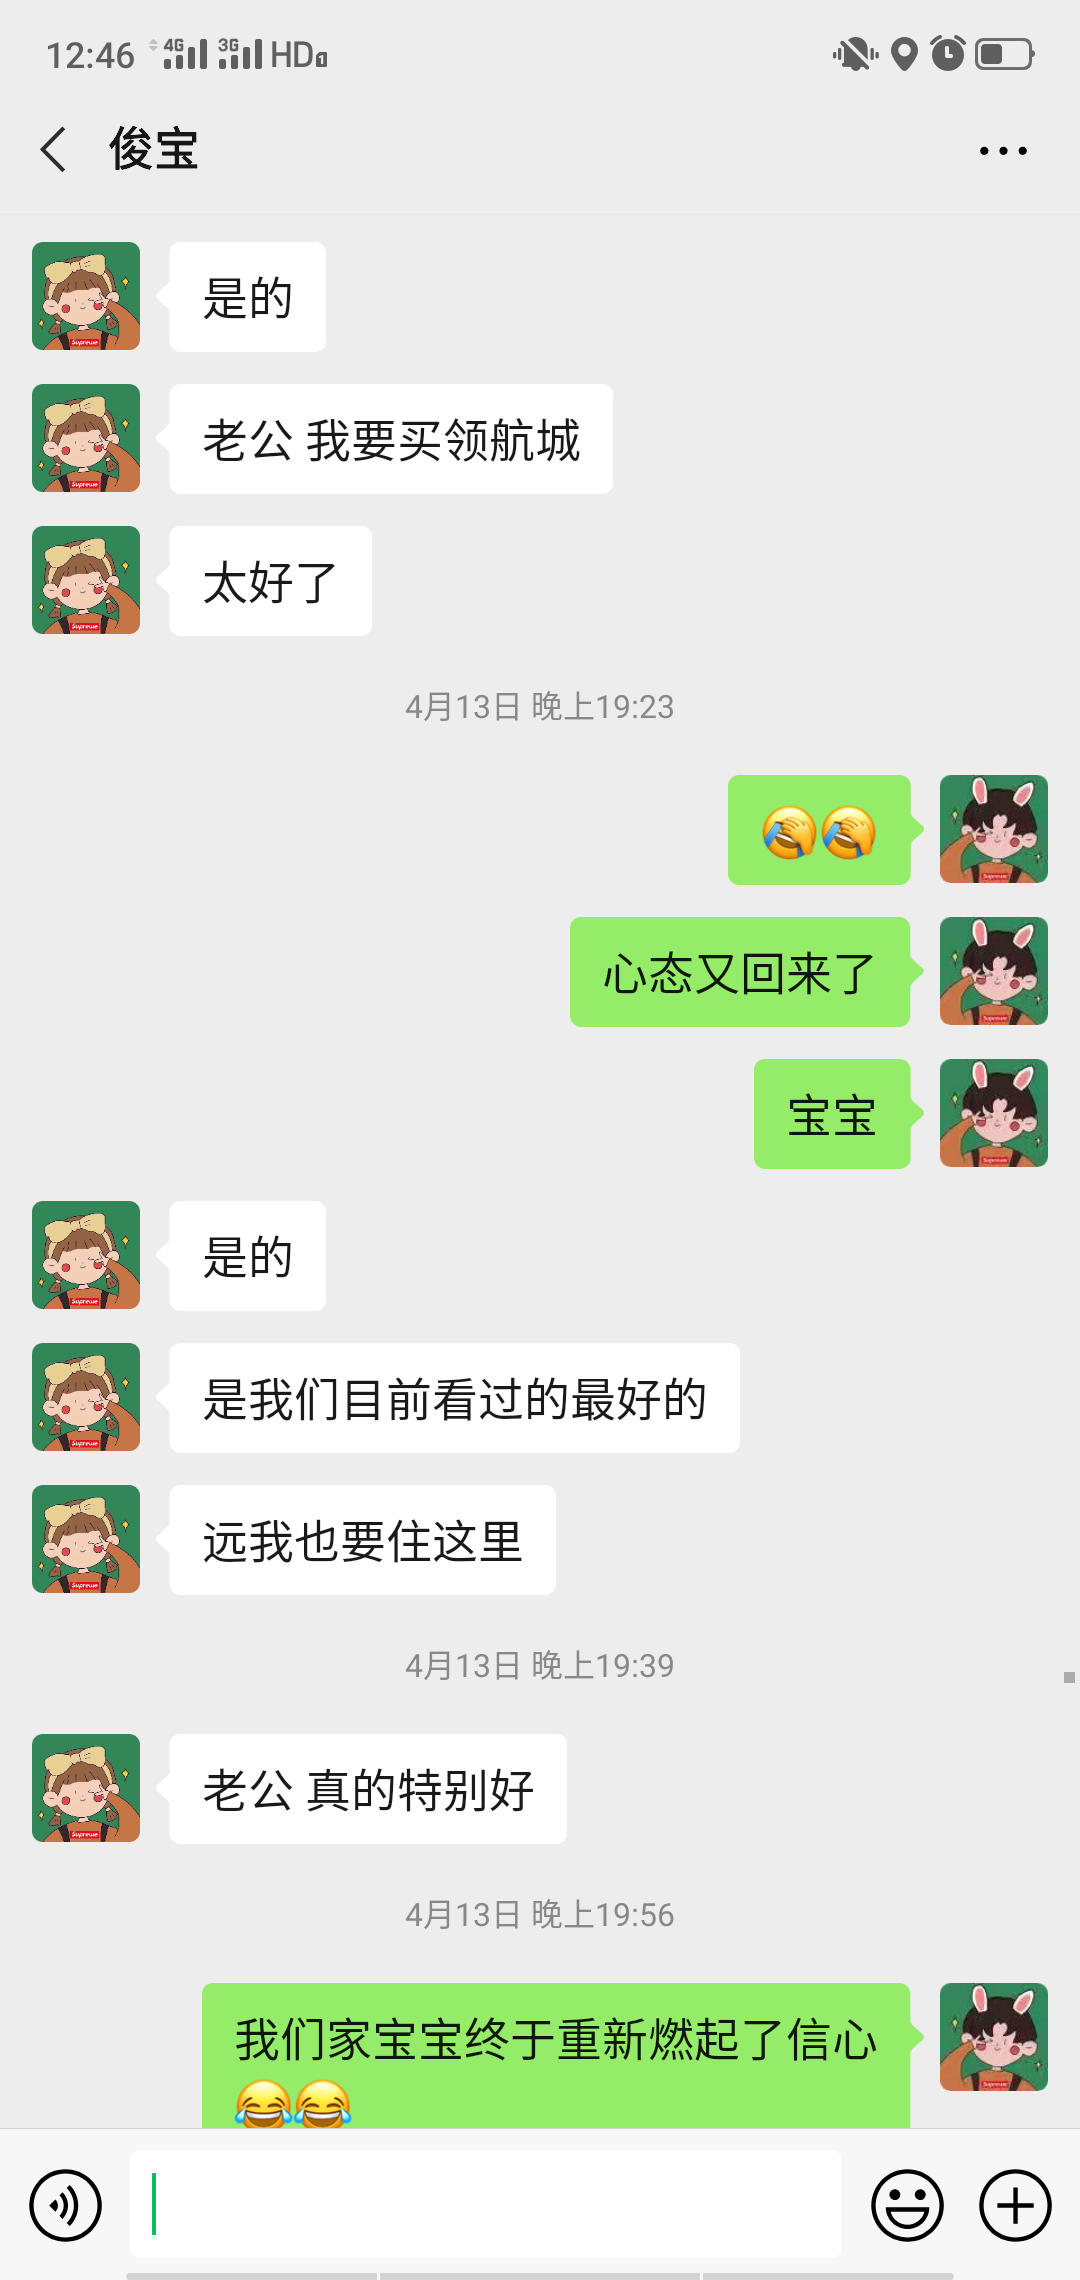 12:46 4G 3G HD1
俊宝
是的
老公 我要买领航城
太好了
4月13日 晚上19:23
心态又回来了
宝宝
是的
是我们目前看过的最好的
远我也要住这里
4月13日 晚上19:39
老公 真的特别好
4月13日 晚上19:56
我们家宝宝终于重新燃起了信心
😂😂